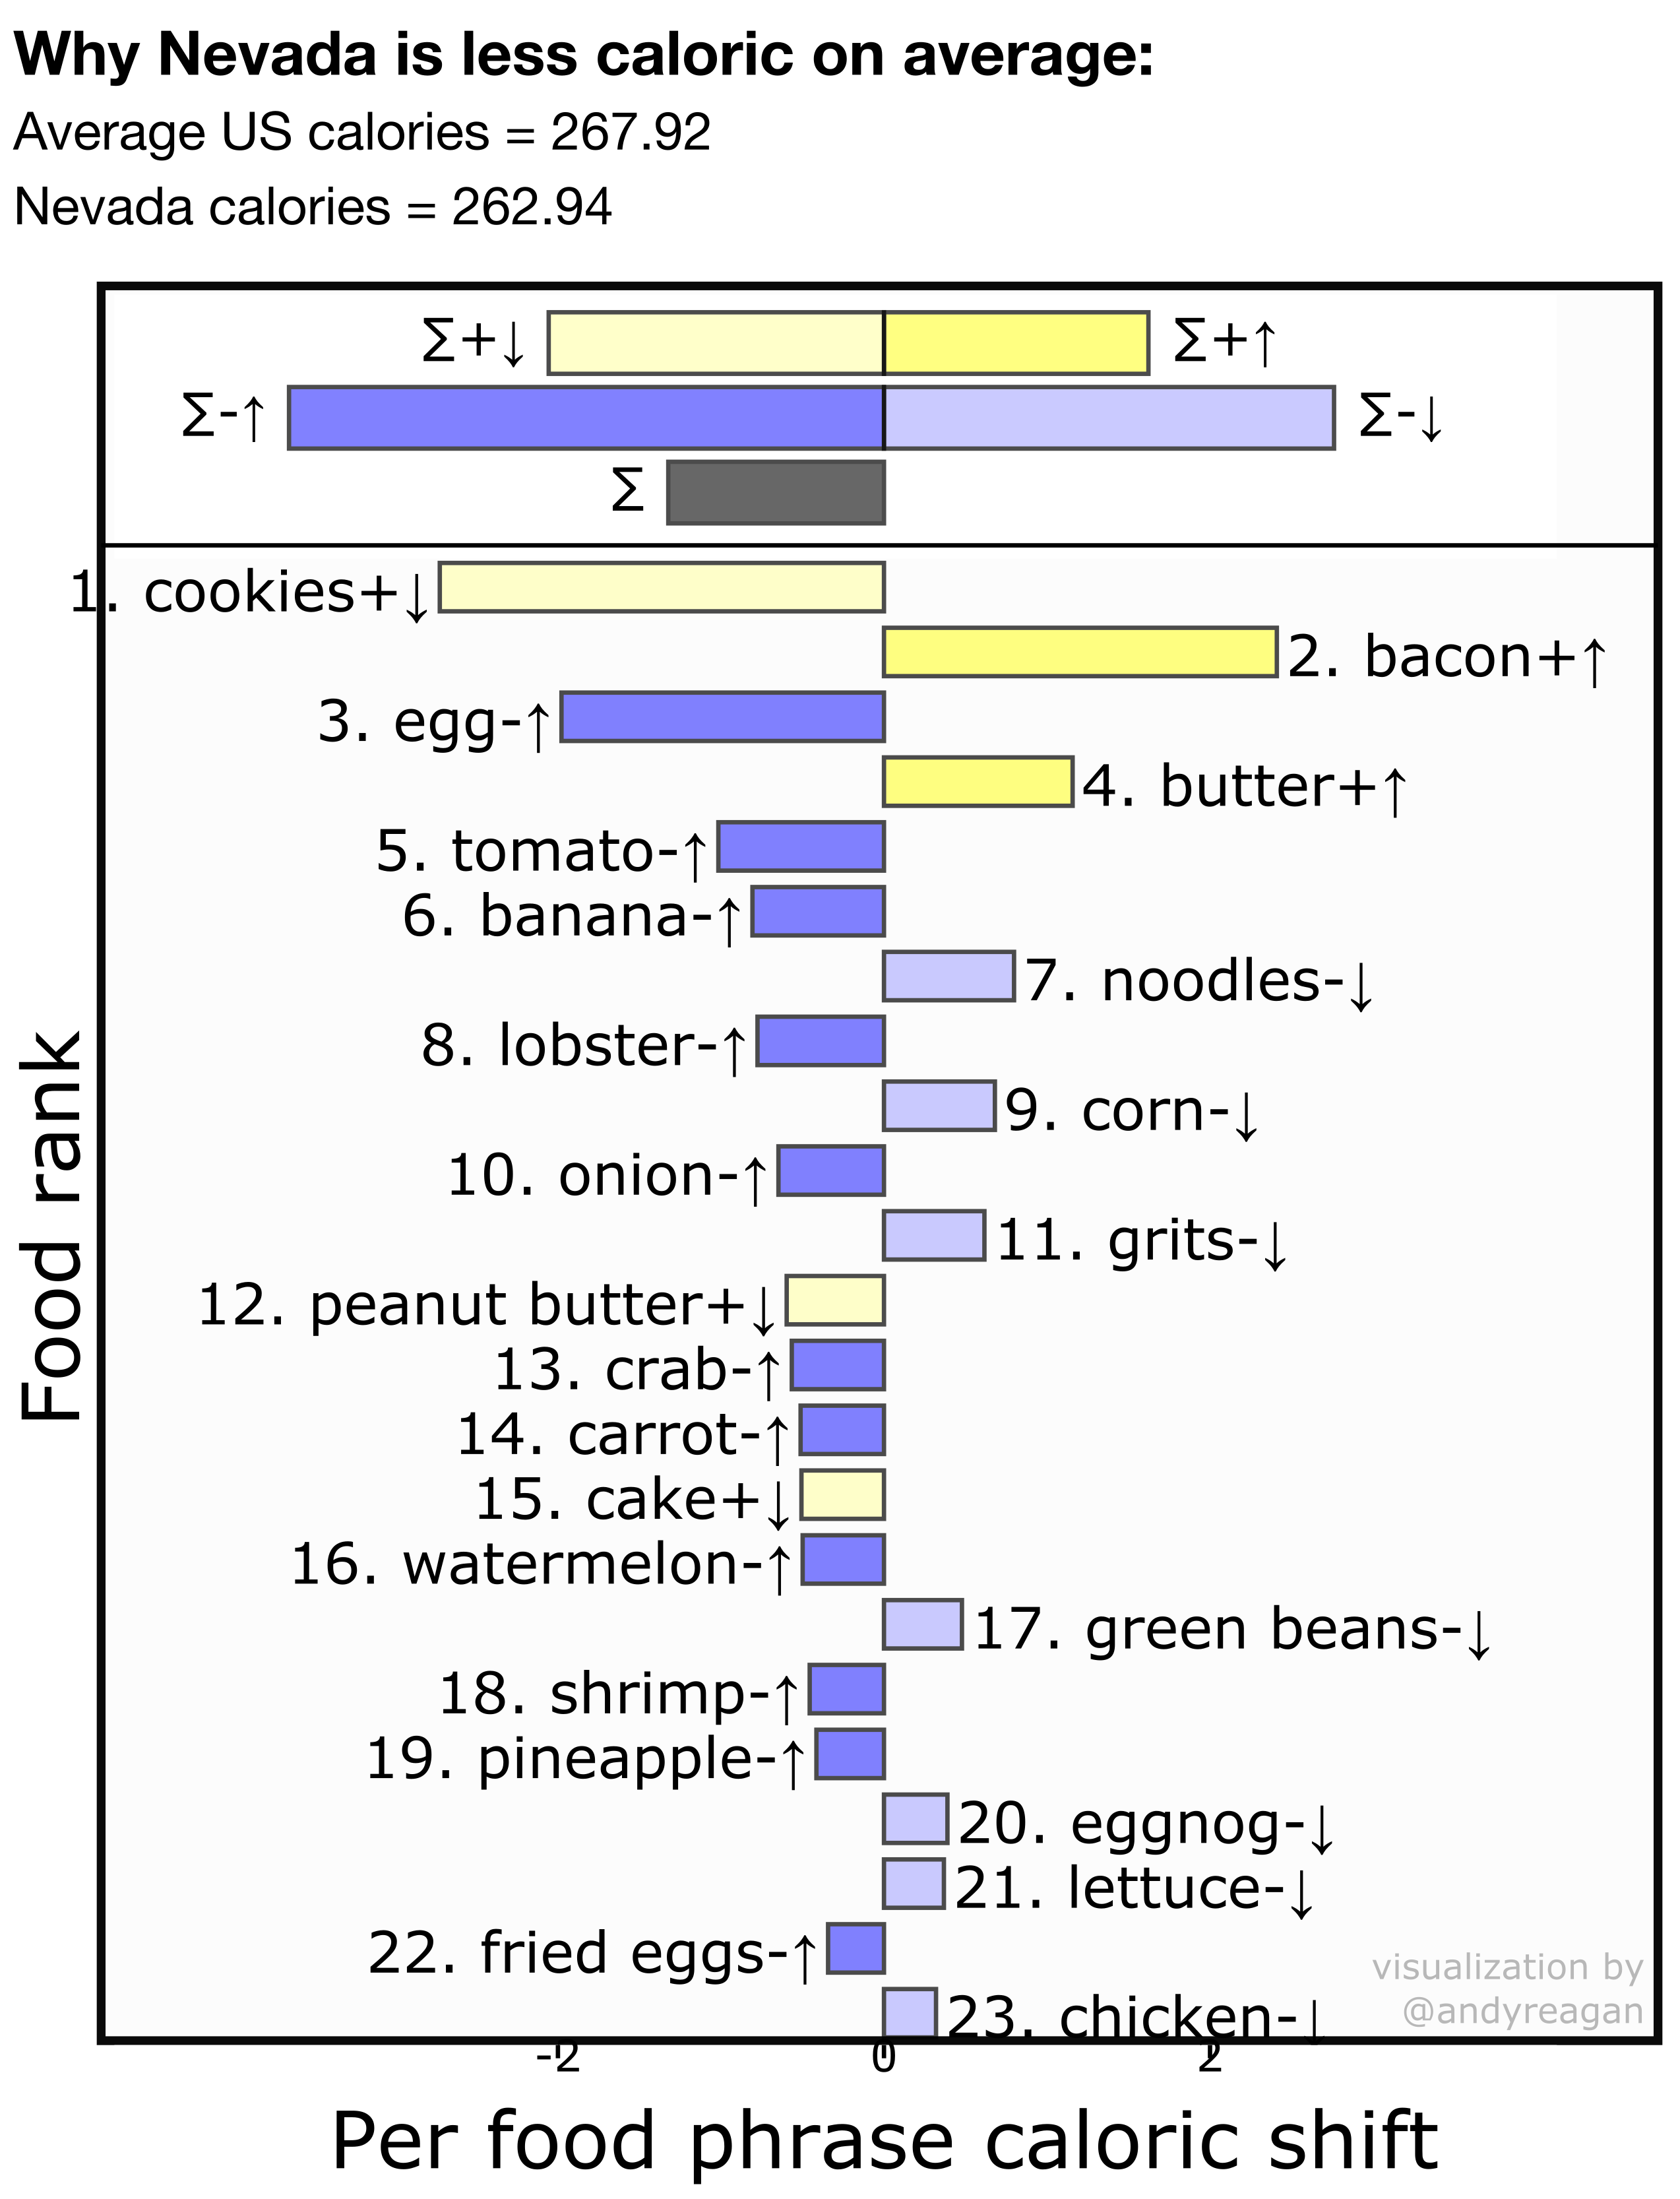 Why Nevada is less caloric on average:
Average US calories = 267.92
Nevada calories = 262.94
∑+↓
∑+↑
∑-↑
∑-↓
∑
1. cookies+↓
2. bacon+↑
3. egg-↑
4. butter+↑
5. tomato-↑
6. banana-↑
7. noodles-↓
8. lobster-↑
9. corn-↓
10. onion-↑
11. grits-↓
12. peanut butter+↓
13. crab-↑
14. carrot-↑
15. cake+↓
16. watermelon-↑
17. green beans-↓
18. shrimp-↑
19. pineapple-↑
20. eggnog-↓
21. lettuce-↓
22. fried eggs-↑
23. chicken-↓
Food rank
visualization by
@andyreagan
-2 0 2
Per food phrase caloric shift